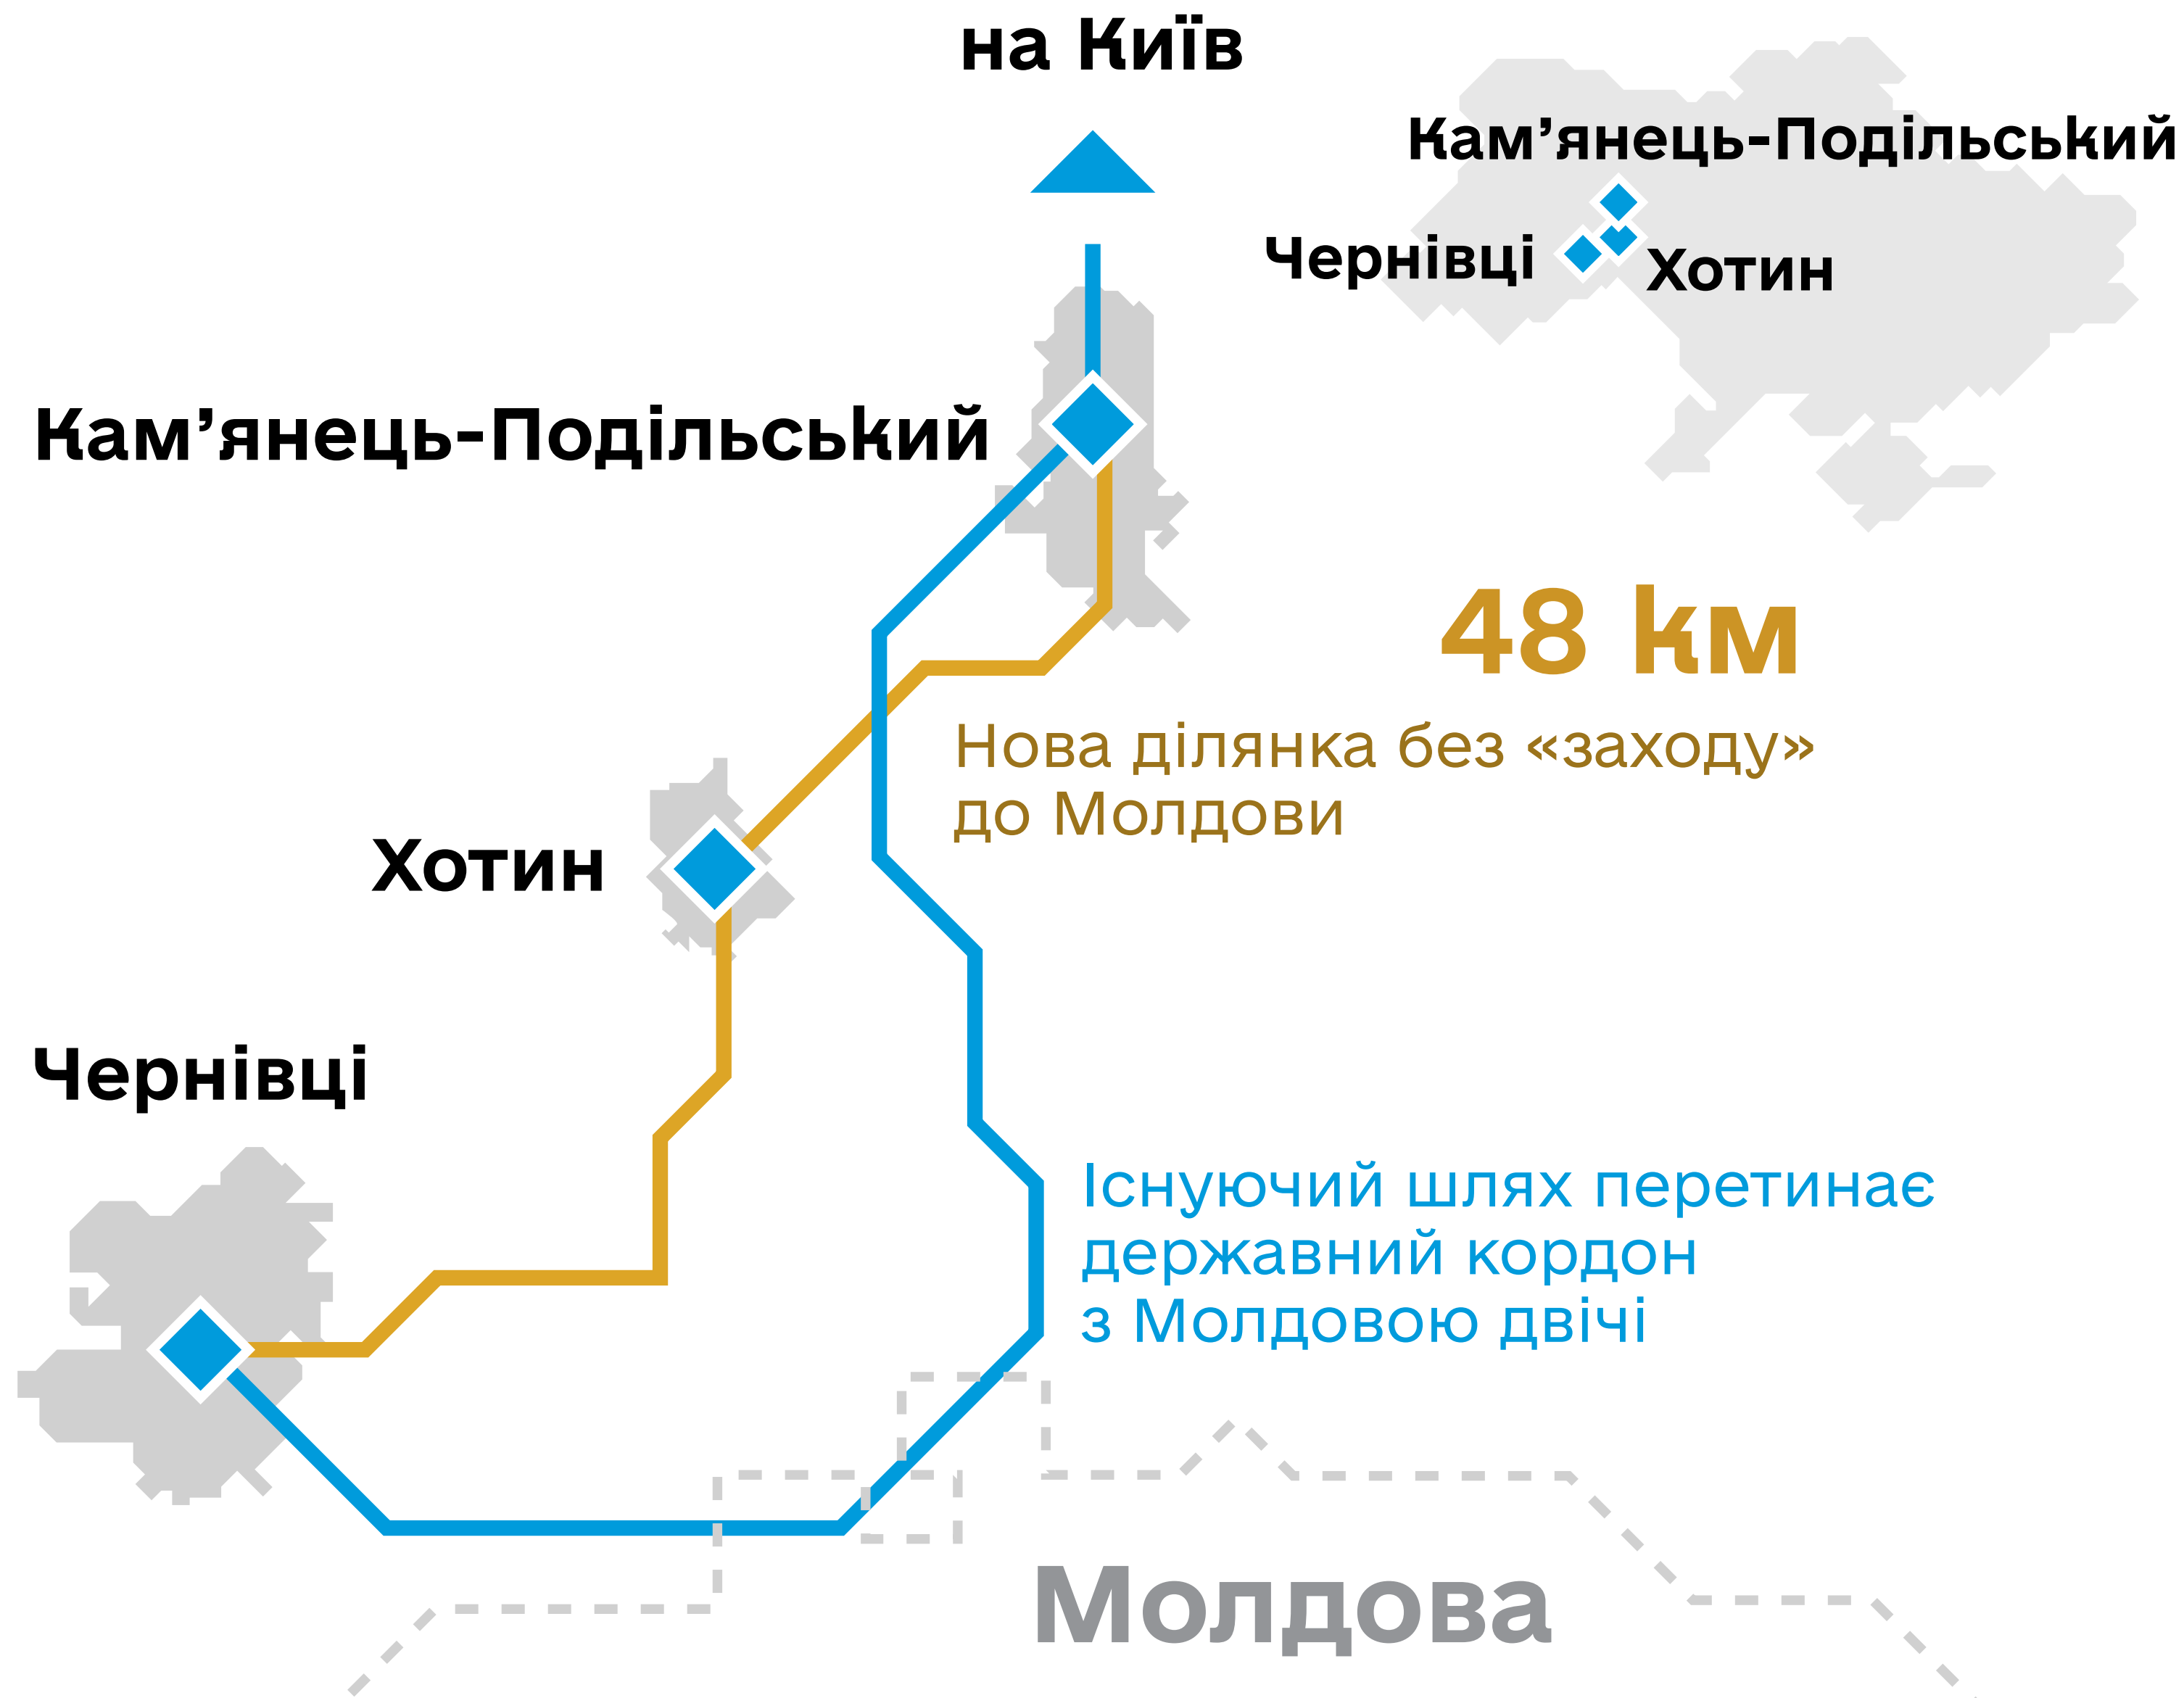 на Київ
Кам’янець-Подільський
Чернівці
Хотин
Кам’янець-Подільський
48 км
Нова ділянка без «заходу»
до Молдови
Хотин
Чернівці
Існуючий шлях перетинає
державний кордон
з Молдовою двічі
Молдова